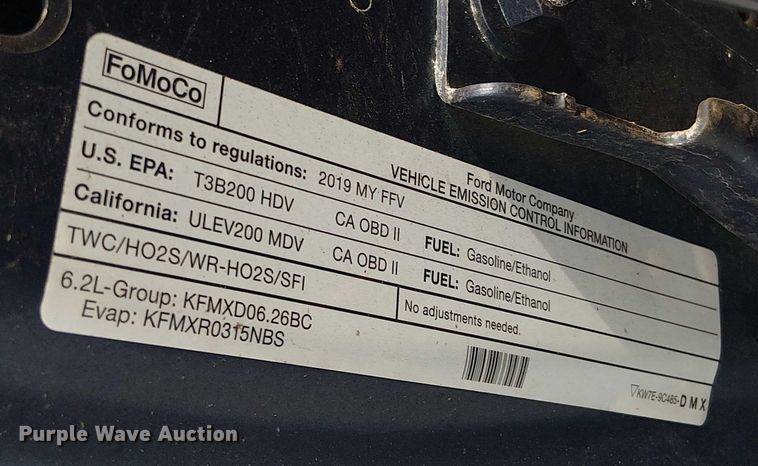 FoMoCo
Ford Motor Company
VEHICLE EMISSION CONTROL INFORMATION
Conforms to regulations: 2019 MY FFV
U.S. EPA: T3B200 HDV CA OBD II FUEL: Gasoline/Ethanol
California: ULEV200 MDV CA OBD II FUEL: Gasoline/Ethanol
TWC/HO2S/WR-HO2S/SFI
No adjustments needed.
6.2L-Group: KFMXD06.26BC
Evap: KFMXR0315NBS
KW7E-9C485-DMX
Purple Wave Auction